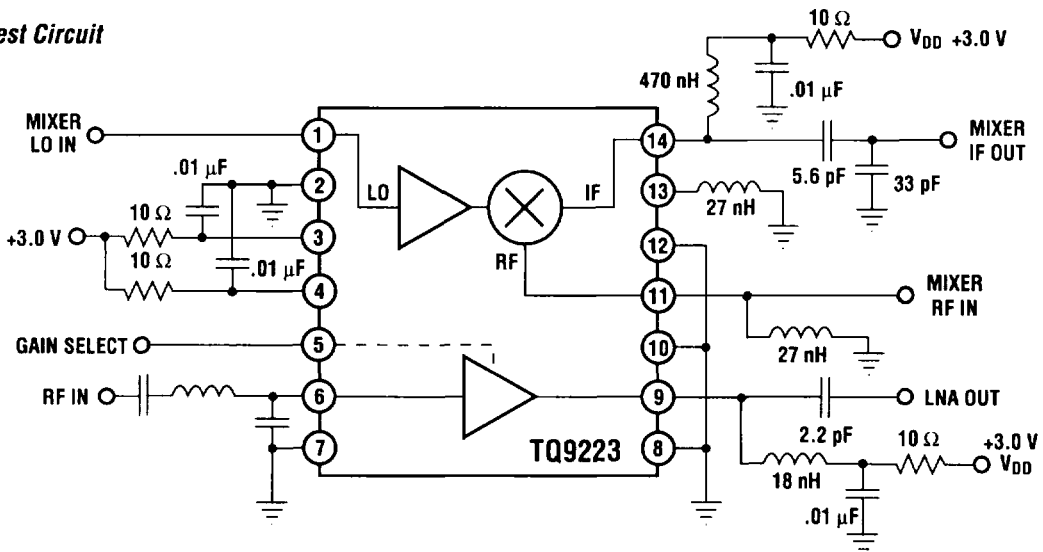 est Circuit
10 Ω
VDD +3.0 V
470 nH
.01 µF
MIXER
LO IN
1
14
MIXER
IF OUT
5.6 pF
33 pF
.01 µF
2
LO
IF
13
27 nH
10 Ω
+3.0 V
3
12
10 Ω
.01 µF
RF
4
11
MIXER
RF IN
GAIN SELECT
5
10
27 nH
RF IN
6
9
LNA OUT
2.2 pF
7
TQ9223
8
10 Ω
+3.0 V
VDD
18 nH
.01 µF